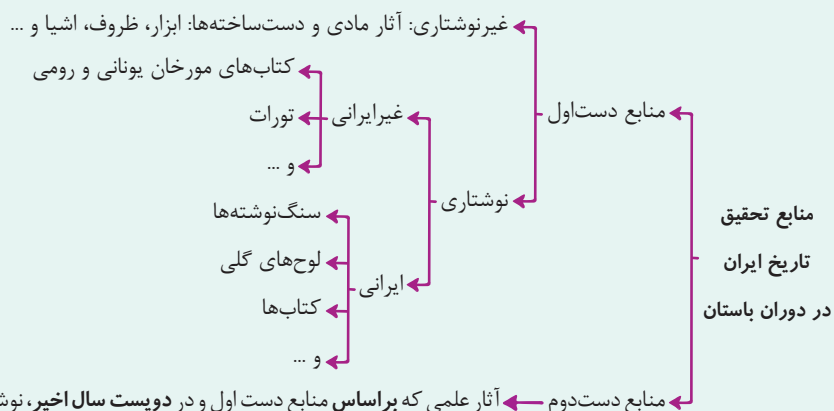 منابع تحقیق
تاریخ ایران
در دوران باستان
منابع دست‌اول
غیرنوشتاری: آثار مادی و دست‌ساخته‌ها: ابزار، ظروف، اشیا و ...
نوشتاری
غیرایرانی
کتاب‌های مورخان یونانی و رومی
تورات
و ...
ایرانی
سنگ‌نوشته‌ها
لوح‌های گلی
کتاب‌ها
و ...
منابع دست‌دوم
آثار علمی که براساس منابع دست اول و در دویست سال اخیر،